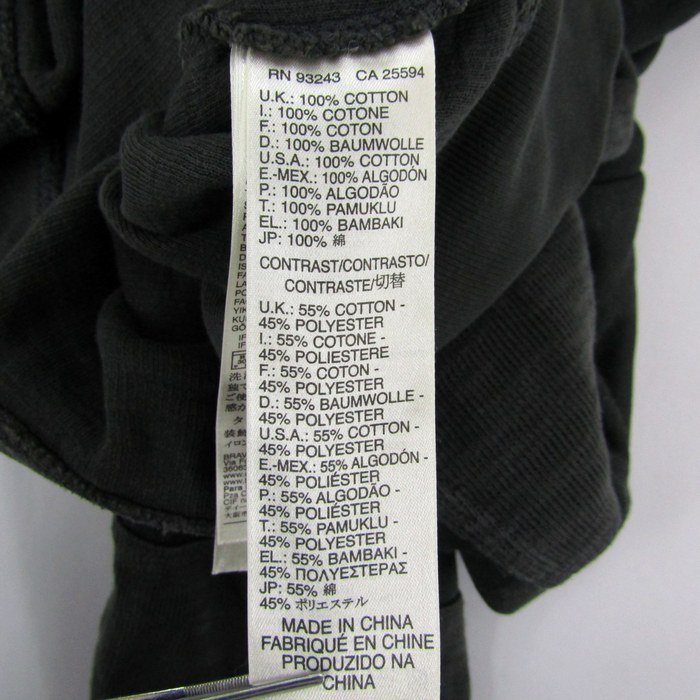 RN 93243 CA 25594
U.K.: 100% COTTON
I.: 100% COTONE
F.: 100% COTON
D.: 100% BAUMWOLLE
U.S.A.: 100% COTTON
E.-MEX.: 100% ALGODÓN
P.: 100% ALGODÃO
T.: 100% PAMUKLU
EL.: 100% BAMBAKI
JP: 100% 綿
CONTRAST/CONTRASTO/
CONTRASTE/切替
U.K.: 55% COTTON -
45% POLYESTER
I.: 55% COTONE -
45% POLIESTERE
F.: 55% COTON -
45% POLYESTER
D.: 55% BAUMWOLLE -
45% POLYESTER
U.S.A.: 55% COTTON -
45% POLYESTER
E.-MEX.: 55% ALGODÓN -
45% POLIÉSTER
P.: 55% ALGODÃO -
45% POLIÉSTER
T.: 55% PAMUKLU -
45% POLYESTER
EL.: 55% BAMBAKI -
45% ΠΟΛΥΕΣΤΕΡΑΣ
JP: 55% 綿
45% ポリエステル
MADE IN CHINA
FABRIQUÉ EN CHINE
PRODUZIDO NA
CHINA